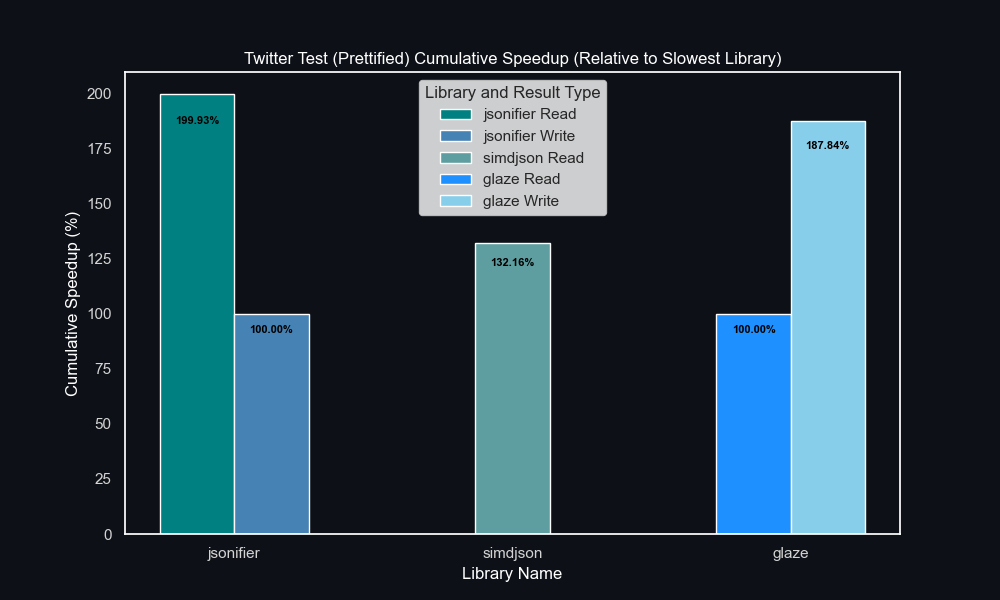 Twitter Test (Prettified) Cumulative Speedup (Relative to Slowest Library)
Library and Result Type
jsonifier Read
jsonifier Write
simdjson Read
glaze Read
glaze Write
Cumulative Speedup (%)
200
175
150
125
100
75
50
25
0
199.93%
100.00%
132.16%
100.00%
187.84%
jsonifier
simdjson
glaze
Library Name